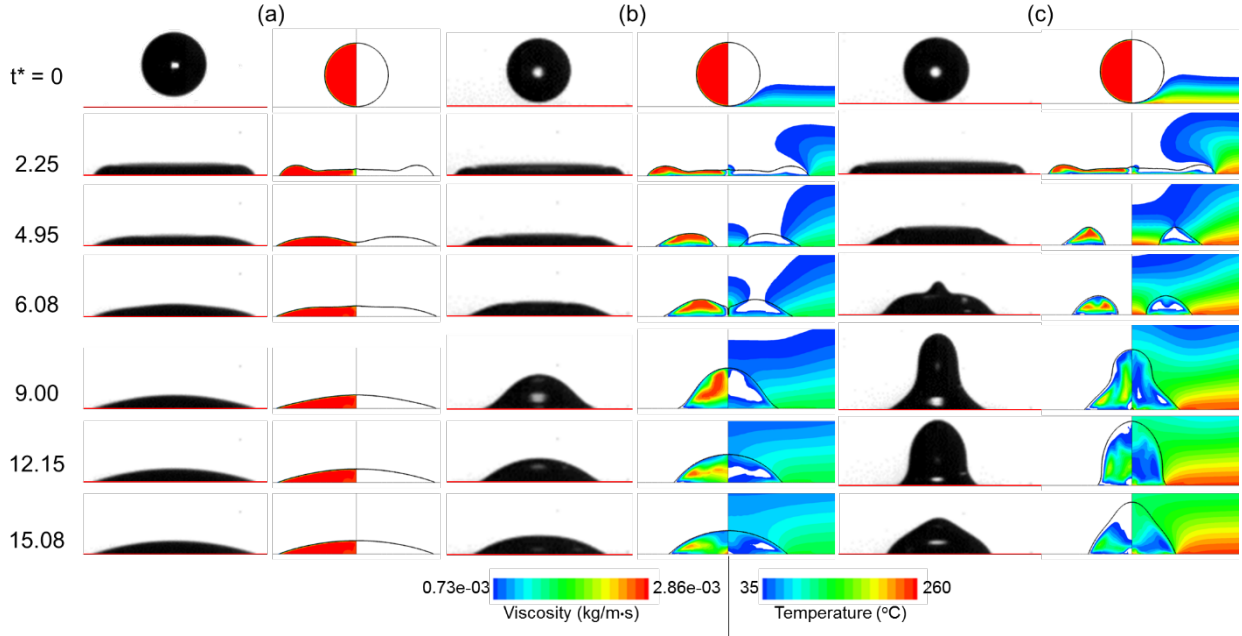 (a) (b) (c)
t* = 0
2.25
4.95
6.08
9.00
12.15
15.08
0.73e-03 2.86e-03 35 260
Viscosity (kg/m·s) Temperature (°C)